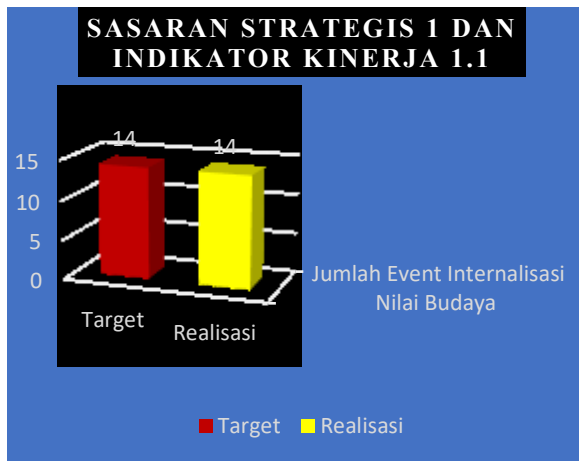 SASARAN STRATEGIS 1 DAN
INDIKATOR KINERJA 1.1
14
14
15
10
5
0
Target
Realisasi
Jumlah Event Internalisasi
Nilai Budaya
Target
Realisasi